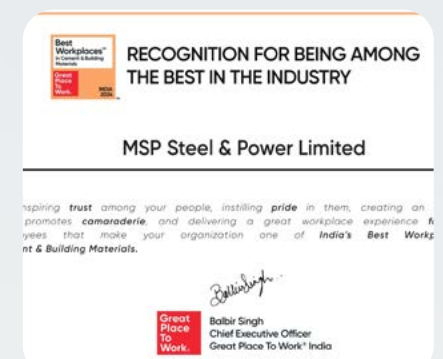 Best
Workplaces™
in Cement & Building
Materials
Great
Place
To
Work.
INDIA
2024
RECOGNITION FOR BEING AMONG
THE BEST IN THE INDUSTRY
MSP Steel & Power Limited
nspiring trust among your people, instilling pride in them, creating an
promotes camaraderie, and delivering a great workplace experience f
yees that make your organization one of India's Best Workp
nt & Building Materials.
Balbir Singh
Great
Place
To
Work.
Balbir Singh
Chief Executive Officer
Great Place To Work® India